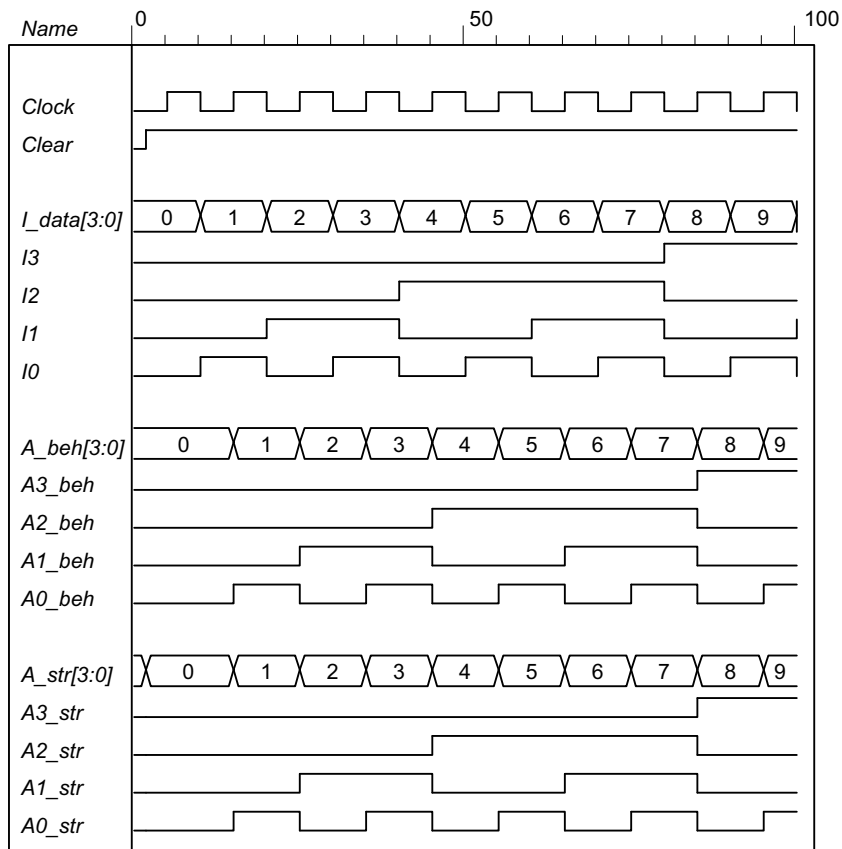 Name 0 50 100
Clock
Clear
I_data[3:0] 0 1 2 3 4 5 6 7 8 9
I3
I2
I1
I0
A_beh[3:0] 0 1 2 3 4 5 6 7 8 9
A3_beh
A2_beh
A1_beh
A0_beh
A_str[3:0] 0 1 2 3 4 5 6 7 8 9
A3_str
A2_str
A1_str
A0_str